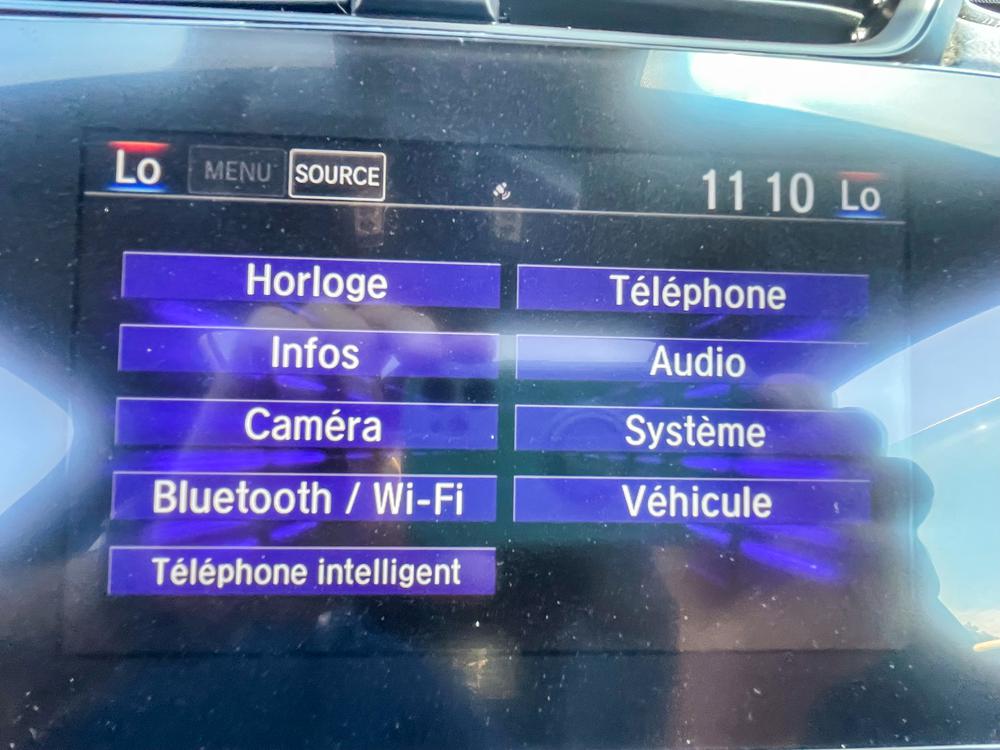 Lo MENU SOURCE 11 10 Lo
Horloge
Téléphone
Infos
Audio
Caméra
Système
Bluetooth / Wi-Fi
Véhicule
Téléphone intelligent